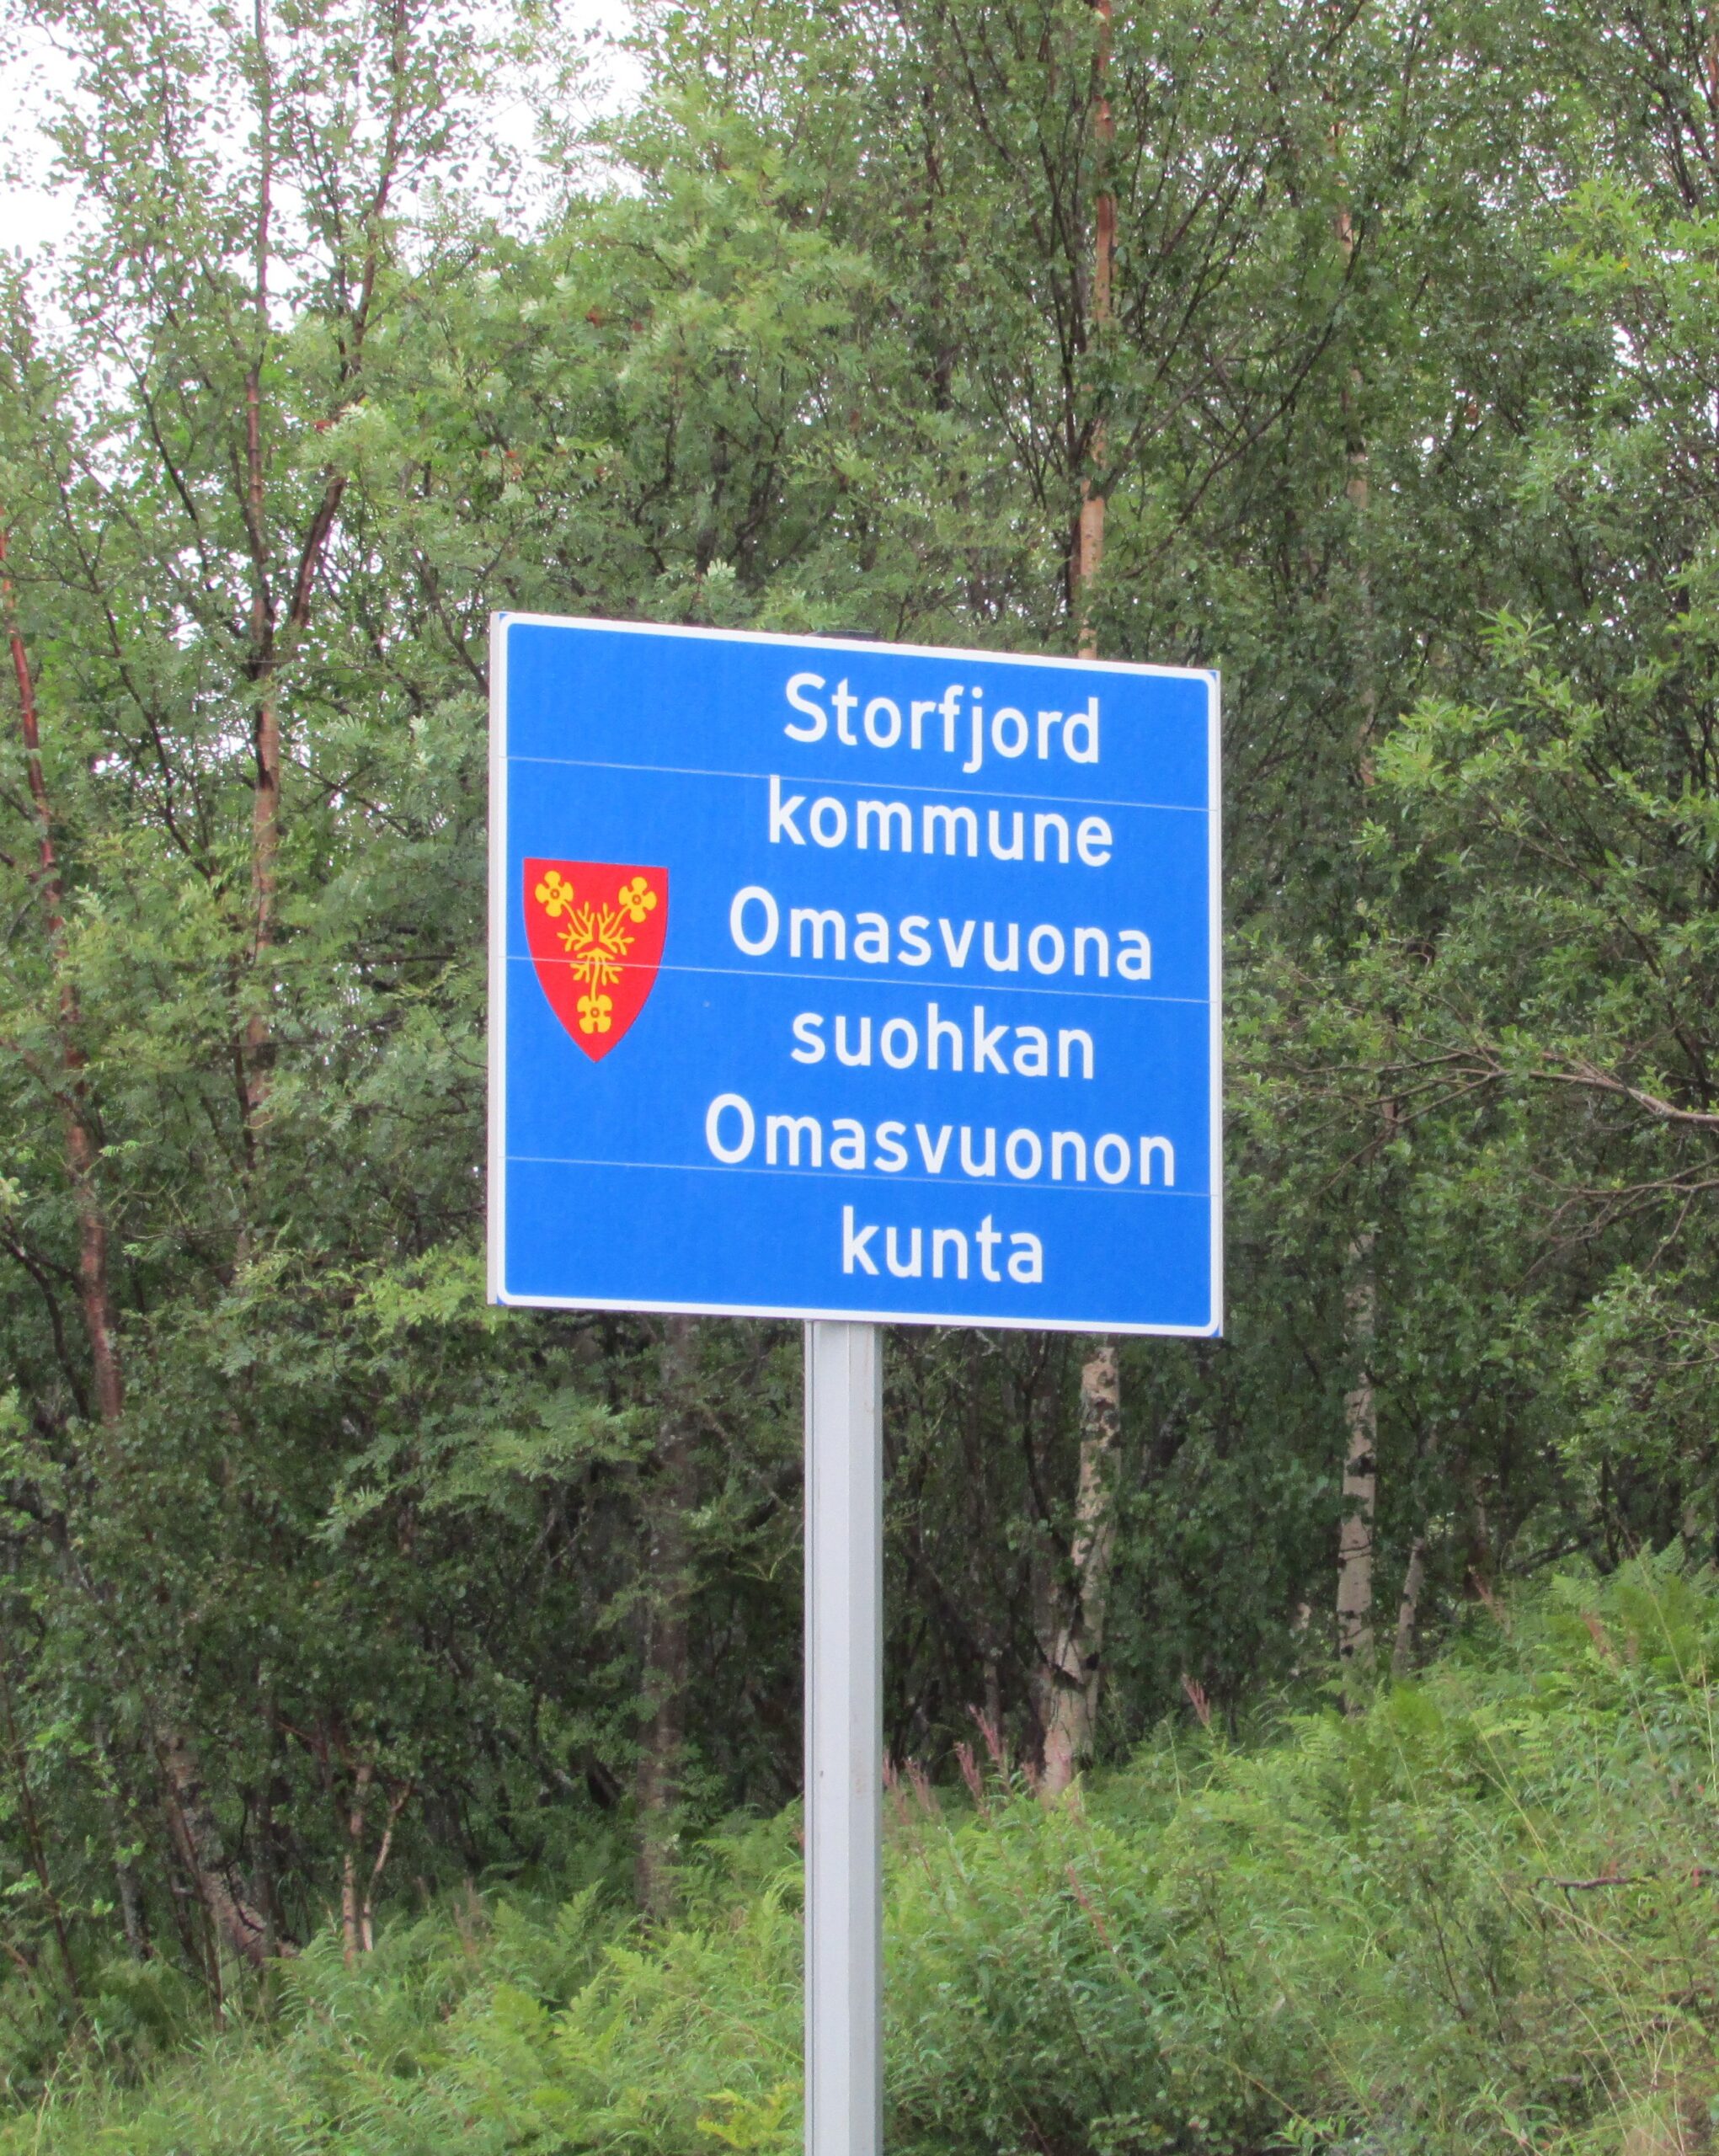 Storfjord
kommune
Omasvuona
suohkan
Omasvuonon
kunta